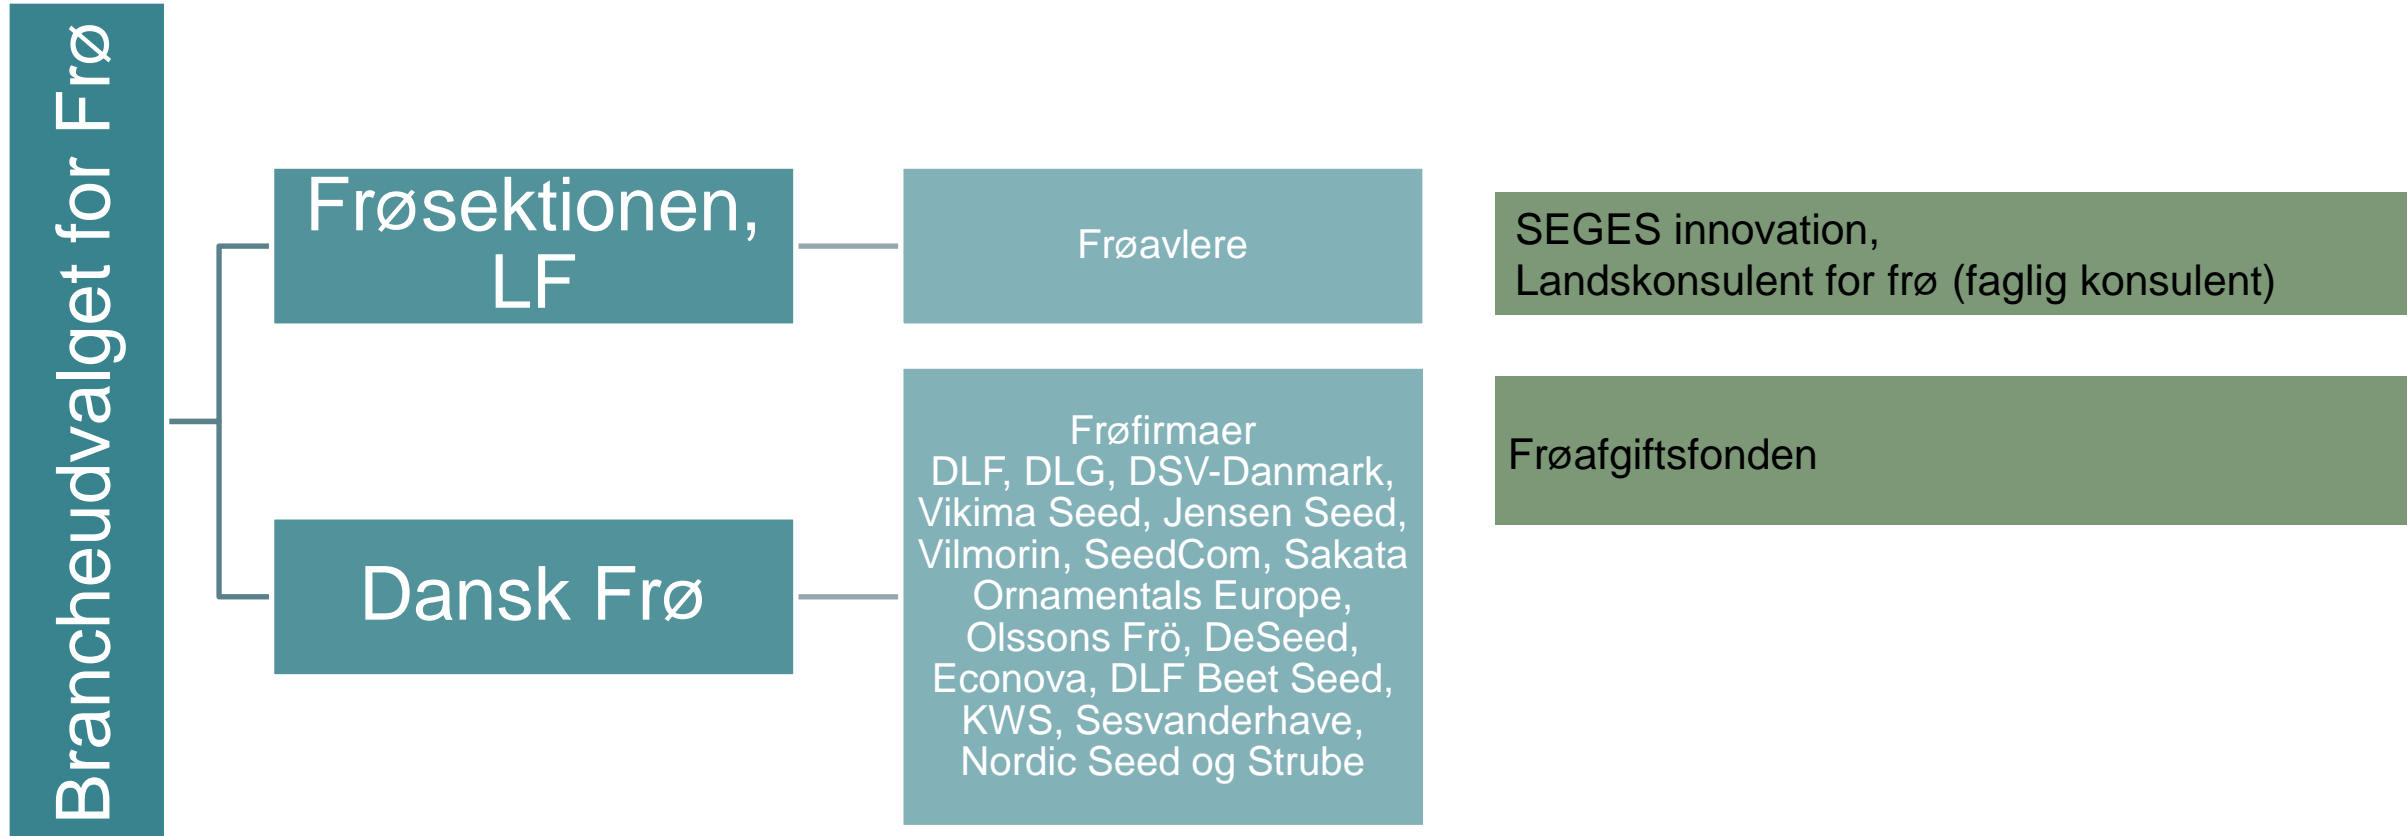 Brancheudvalget for Frø
Frøsektionen,
LF
Frøavlere
SEGES innovation,
Landskonsulent for frø (faglig konsulent)
Dansk Frø
Frøfirmaer
DLF, DLG, DSV-Danmark,
Vikima Seed, Jensen Seed,
Vilmorin, SeedCom, Sakata
Ornamentals Europe,
Olssons Frö, DeSeed,
Econova, DLF Beet Seed,
KWS, Sesvanderhave,
Nordic Seed og Strube
Frøafgiftsfonden